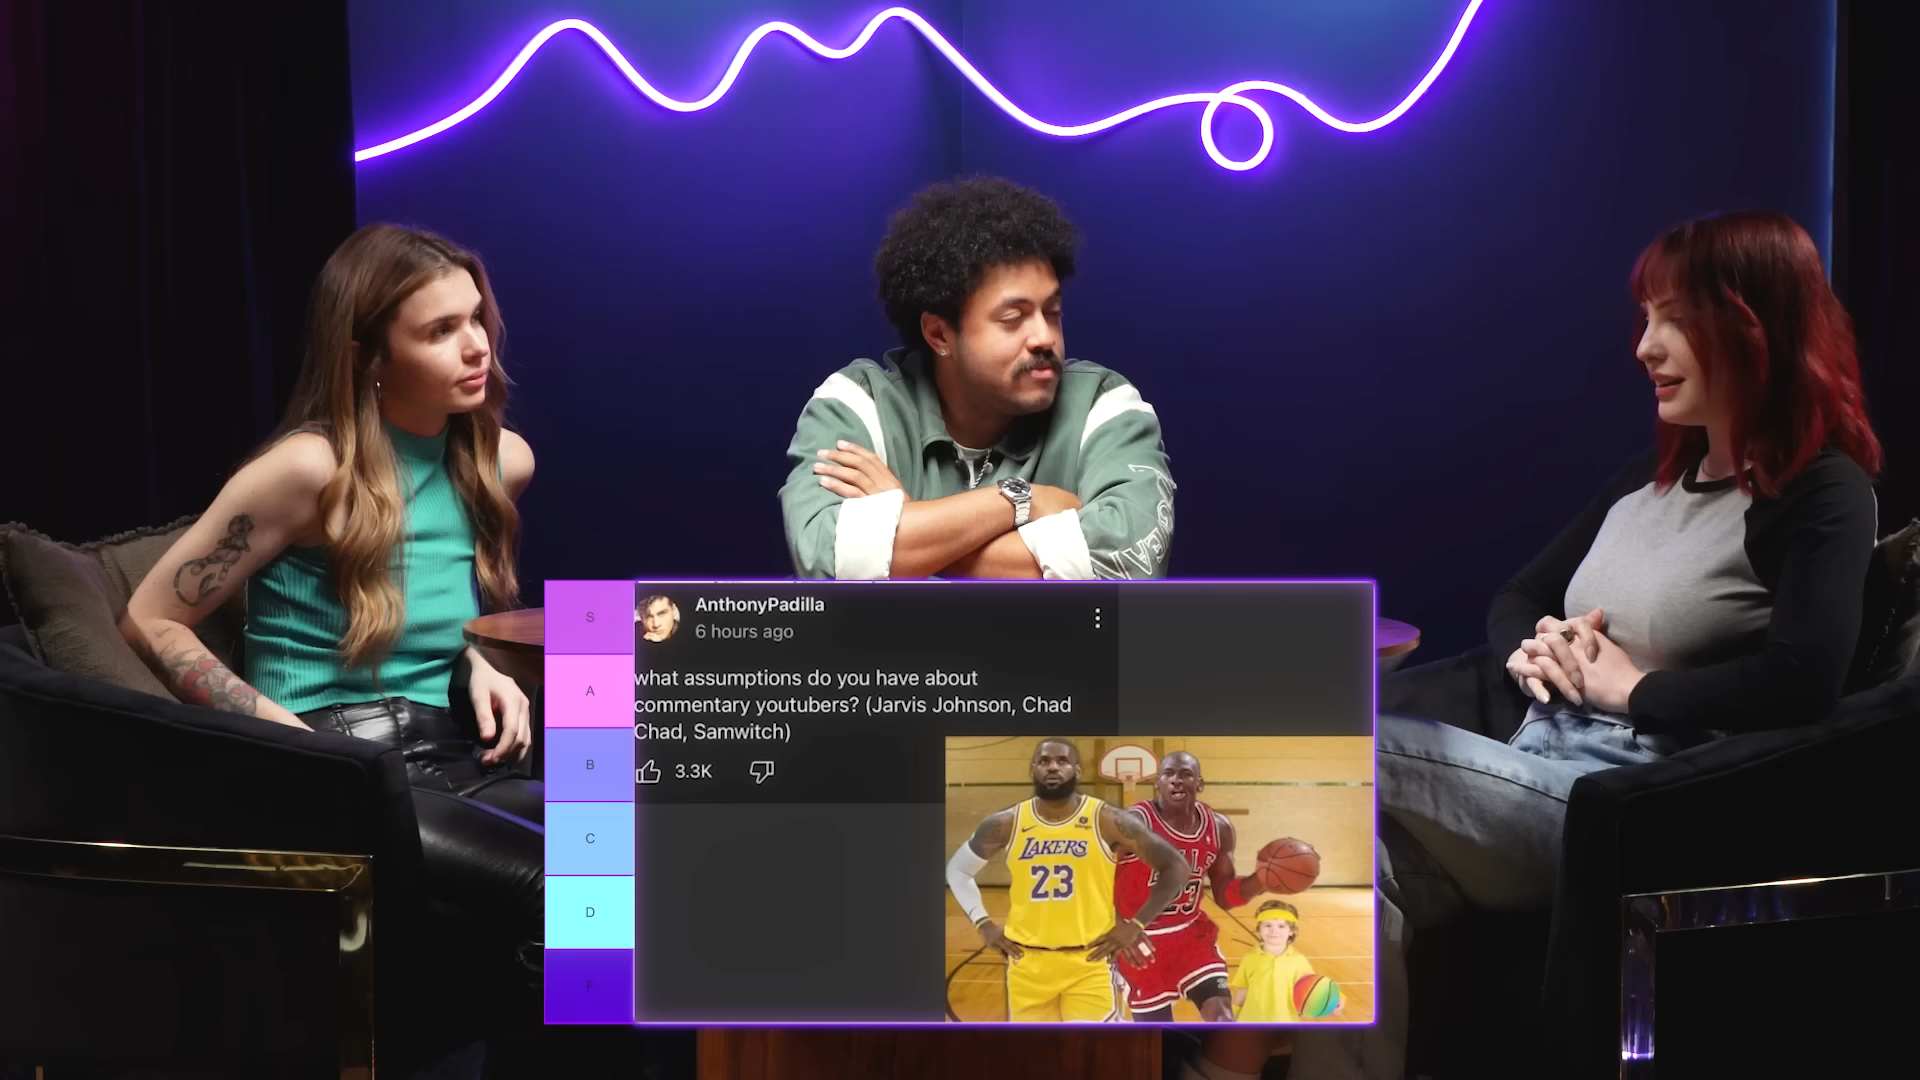 S
A
B
C
D
F
AnthonyPadilla
6 hours ago
what assumptions do you have about
commentary youtubers? (Jarvis Johnson, Chad
Chad, Samwitch)
3.3K
LAKERS
23
23